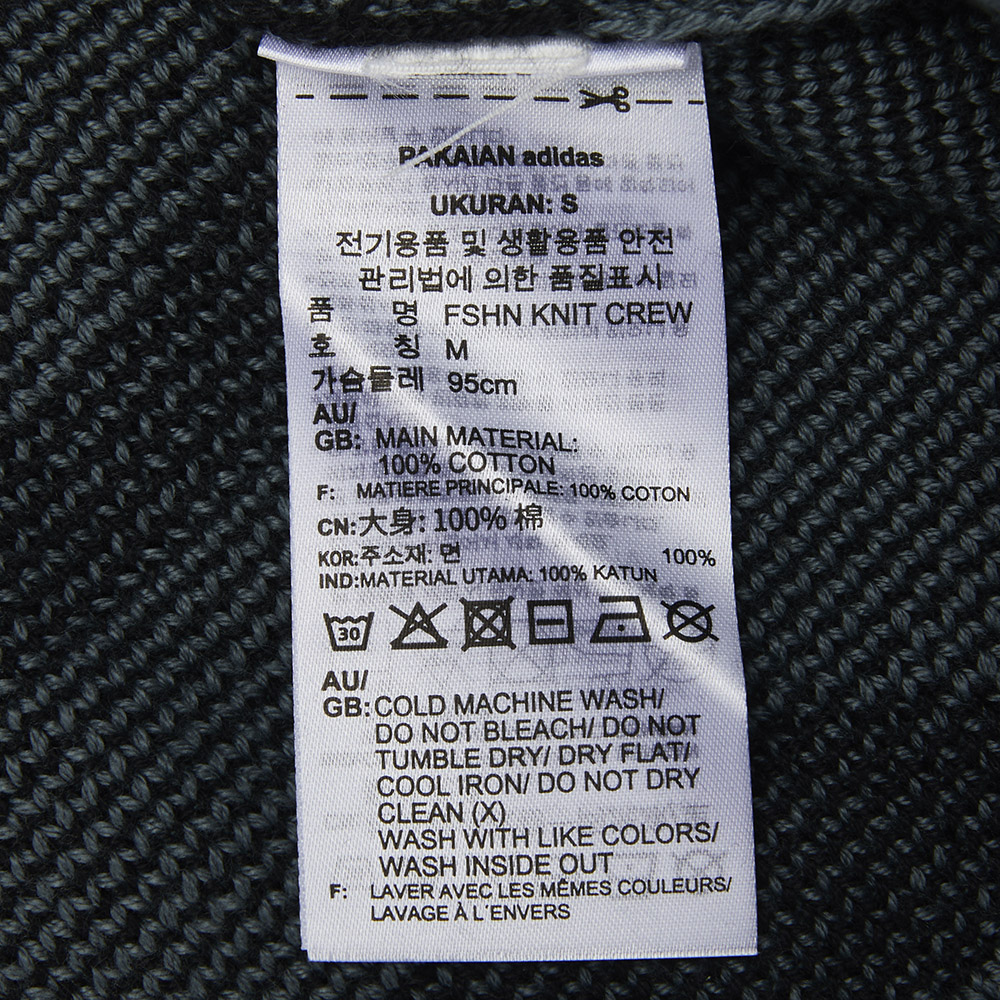 PAKAIAN adidas
UKURAN: S
전기용품 및 생활용품 안전
관리법에 의한 품질표시
품 명 FSHN KNIT CREW
호 칭 M
가슴둘레 95cm
AU/
GB: MAIN MATERIAL:
100% COTTON
F: MATIERE PRINCIPALE: 100% COTON
CN:大身: 100% 棉
KOR:주소재: 면 100%
IND:MATERIAL UTAMA: 100% KATUN
30
AU/
GB: COLD MACHINE WASH/
DO NOT BLEACH/ DO NOT
TUMBLE DRY/ DRY FLAT/
COOL IRON/ DO NOT DRY
CLEAN (X)
WASH WITH LIKE COLORS/
WASH INSIDE OUT
F: LAVER AVEC LES MÊMES COULEURS/
LAVAGE À L´ENVERS